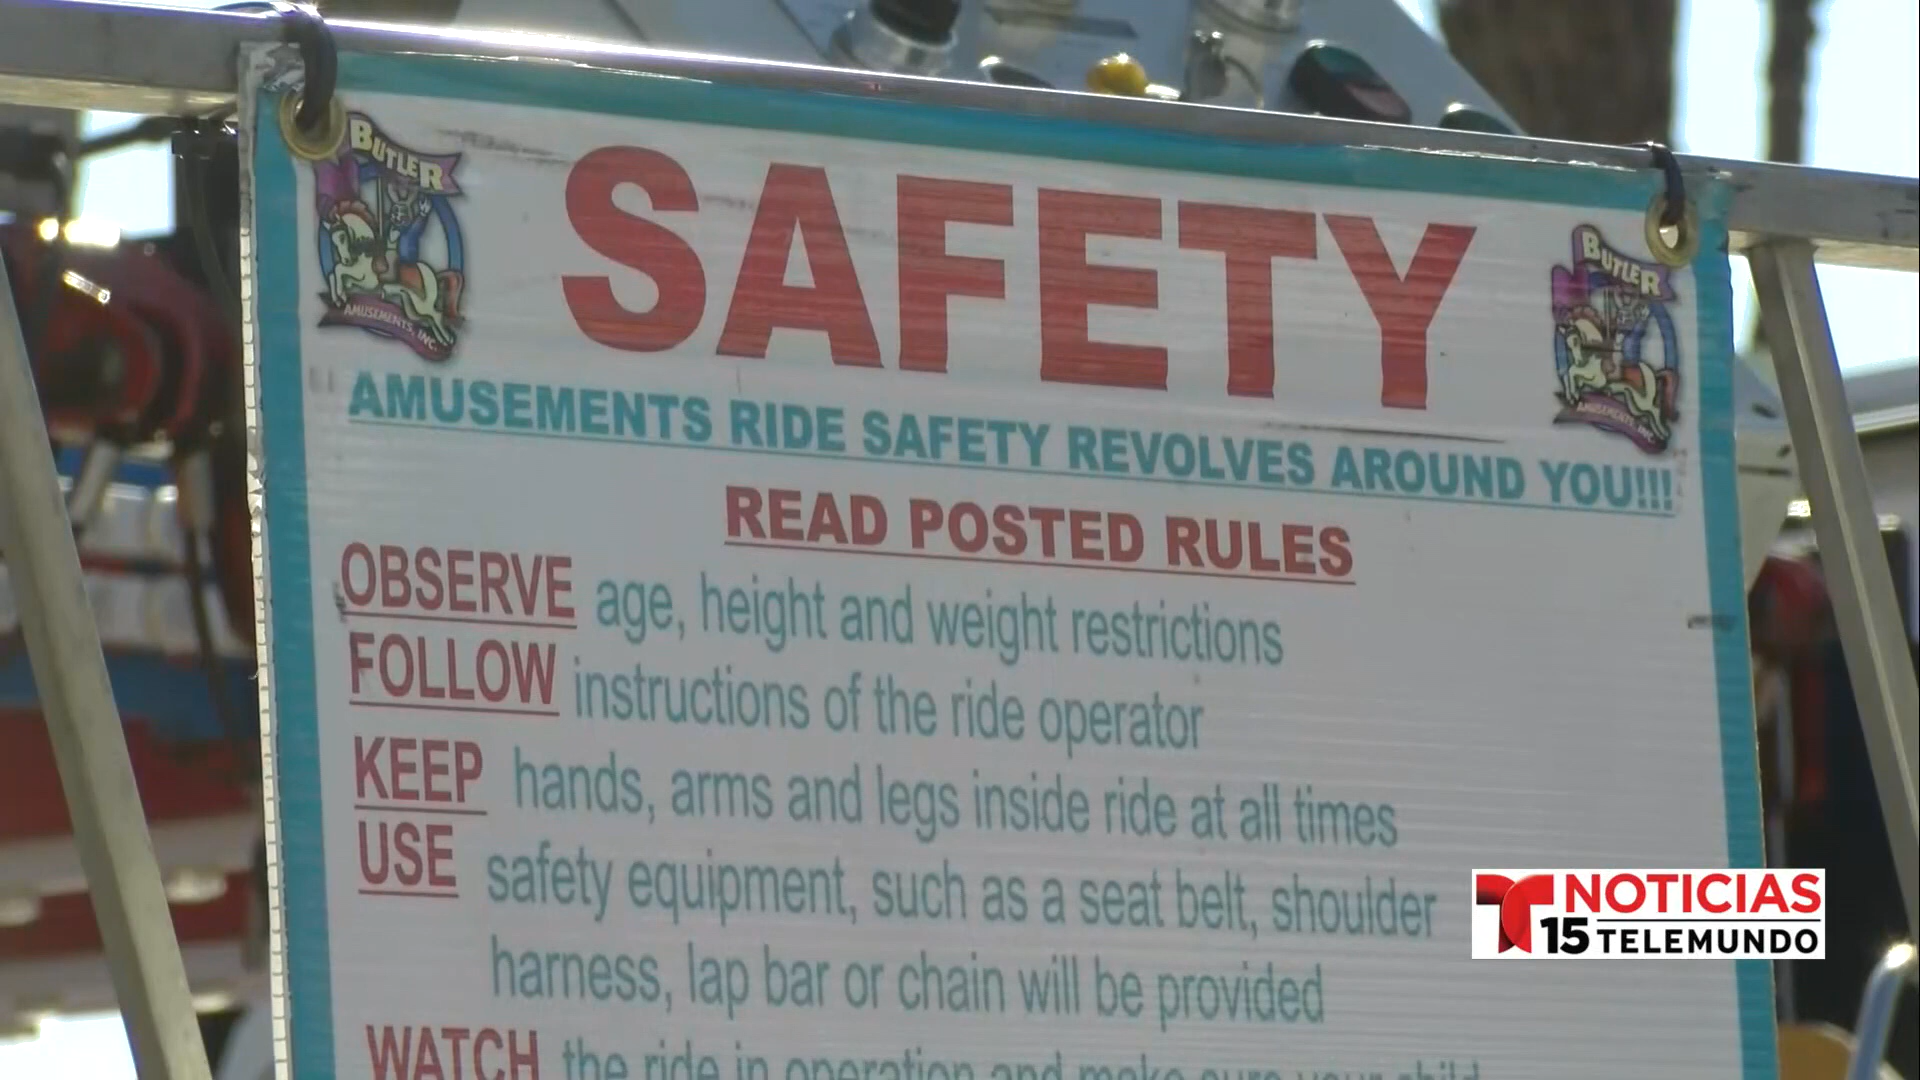 BUTLER
AMUSEMENTS, INC.
SAFETY
BUTLER
AMUSEMENTS, INC.
AMUSEMENTS RIDE SAFETY REVOLVES AROUND YOU!!!
READ POSTED RULES
OBSERVE age, height and weight restrictions
FOLLOW instructions of the ride operator
KEEP hands, arms and legs inside ride at all times
USE safety equipment, such as a seat belt, shoulder
harness, lap bar or chain will be provided
WATCH the ride in operation and make sure your child
NOTICIAS
15 TELEMUNDO